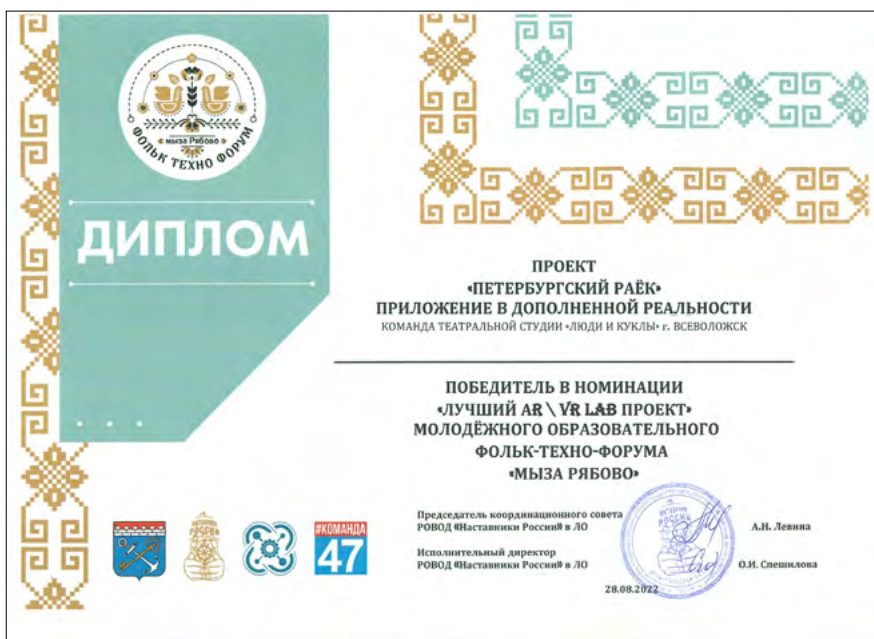 мыза Рябово
ФОЛЬК ТЕХНО ФОРУМ
ДИПЛОМ
ПРОЕКТ
«ПЕТЕРБУРГСКИЙ РАЁК»
ПРИЛОЖЕНИЕ В ДОПОЛНЕННОЙ РЕАЛЬНОСТИ
КОМАНДА ТЕАТРАЛЬНОЙ СТУДИИ «ЛЮДИ И КУКЛЫ» г. ВСЕВОЛОЖСК
ПОБЕДИТЕЛЬ В НОМИНАЦИИ
«ЛУЧШИЙ AR \ VR LAB ПРОЕКТ»
МОЛОДЁЖНОГО ОБРАЗОВАТЕЛЬНОГО
ФОЛЬК-ТЕХНО-ФОРУМА
«МЫЗА РЯБОВО»
Председатель координационного совета
РОВОД «Наставники России» в ЛО
А.Н. Левина
Исполнительный директор
РОВОД «Наставники России» в ЛО
О.И. Спешилова
28.08.2022
#КОМАНДА
47
РОССИИ